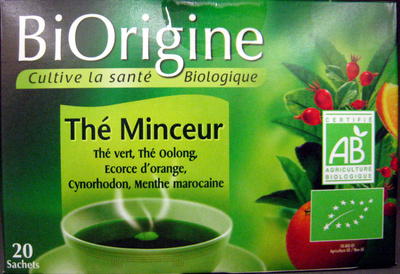 BiOrigine
Cultive la santé Biologique
Thé Minceur
Thé vert, Thé Oolong,
Ecorce d'orange,
Cynorhodon, Menthe marocaine
CERTIFIÉ
AB
AGRICULTURE
BIOLOGIQUE
20
Sachets